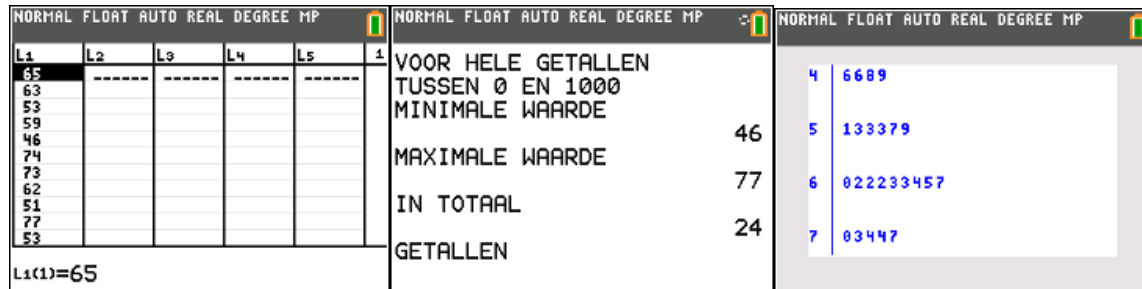 NORMAL FLOAT AUTO REAL DEGREE MP
L1 L2 L3 L4 L5 1
65 ------ ------ ------ ------
63
53
59
46
74
73
62
51
77
53
L1(1)=65
NORMAL FLOAT AUTO REAL DEGREE MP
VOOR HELE GETALLEN
TUSSEN 0 EN 1000
MINIMALE WAARDE
46
MAXIMALE WAARDE
77
IN TOTAAL
24
GETALLEN
NORMAL FLOAT AUTO REAL DEGREE MP
4 6689
5 133379
6 022233457
7 03447